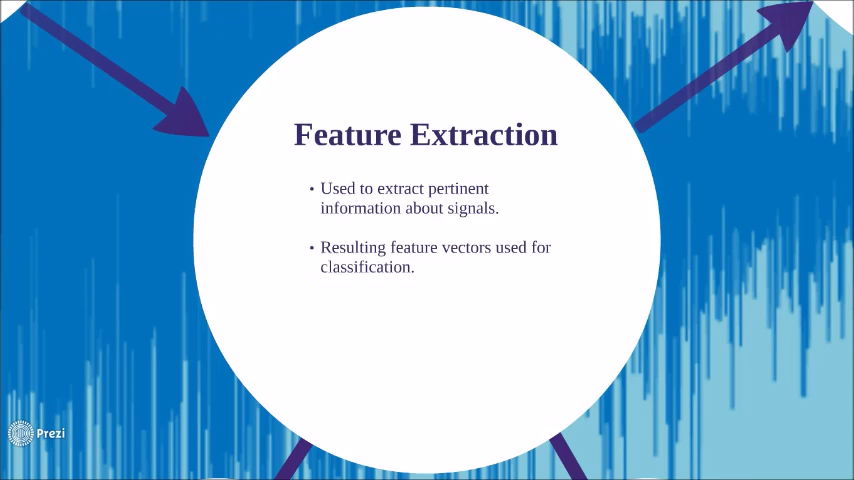 Feature Extraction
• Used to extract pertinent
information about signals.
• Resulting feature vectors used for
classification.
Prezi